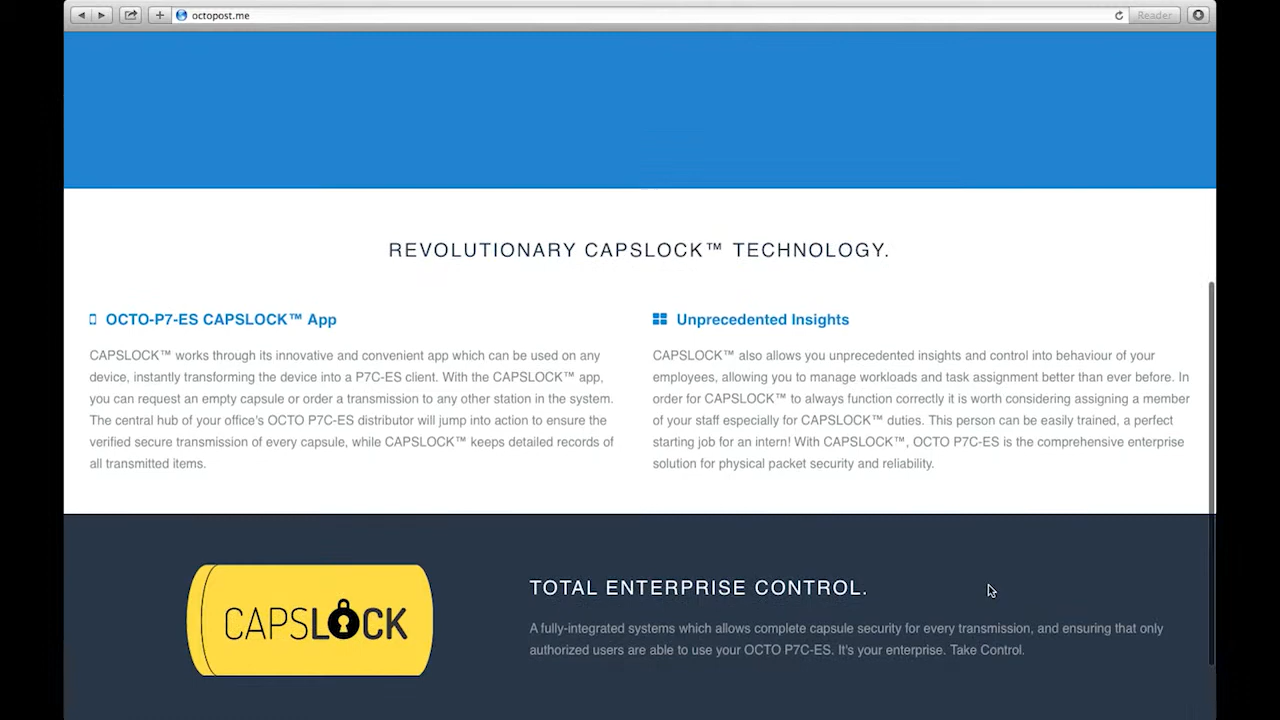 octopost.me
Reader
REVOLUTIONARY CAPSLOCK™ TECHNOLOGY.
OCTO-P7-ES CAPSLOCK™ App
CAPSLOCK™ works through its innovative and convenient app which can be used on any
device, instantly transforming the device into a P7C-ES client. With the CAPSLOCK™ app,
you can request an empty capsule or order a transmission to any other station in the system.
The central hub of your office's OCTO P7C-ES distributor will jump into action to ensure the
verified secure transmission of every capsule, while CAPSLOCK™ keeps detailed records of
all transmitted items.
Unprecedented Insights
CAPSLOCK™ also allows you unprecedented insights and control into behaviour of your
employees, allowing you to manage workloads and task assignment better than ever before. In
order for CAPSLOCK™ to always function correctly it is worth considering assigning a member
of your staff especially for CAPSLOCK™ duties. This person can be easily trained, a perfect
starting job for an intern! With CAPSLOCK™, OCTO P7C-ES is the comprehensive enterprise
solution for physical packet security and reliability.
CAPSLOCK
TOTAL ENTERPRISE CONTROL.
A fully-integrated systems which allows complete capsule security for every transmission, and ensuring that only
authorized users are able to use your OCTO P7C-ES. It's your enterprise. Take Control.